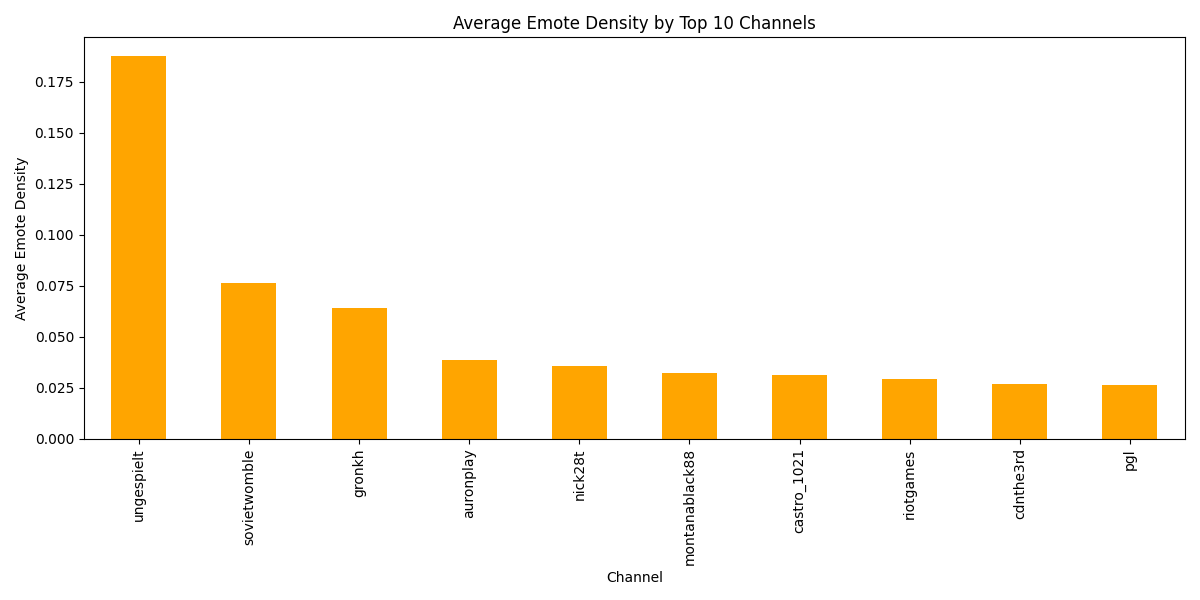 Average Emote Density by Top 10 Channels
Average Emote Density
0.175
0.150
0.125
0.100
0.075
0.050
0.025
0.000
ungespielt
sovietwomble
gronkh
auronplay
nick28t
montanablack88
castro_1021
riotgames
cdnthe3rd
pgl
Channel